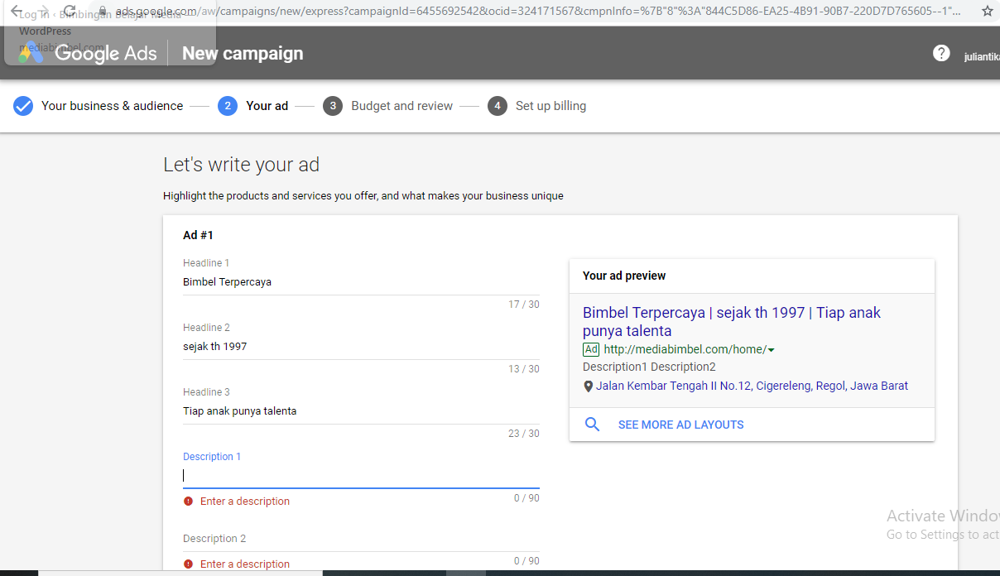 ads.google.com/aw/campaigns/new/express?campaignId=6455692542&ocid=324171567&cmpnInfo=%7B"8"%3A"844C5D86-EA25-4B91-90B7-220D7D765605--1"...
Log In ‹ Bimbingan Belajar Media —
WordPress
mediabimbel.com
Google Ads
New campaign
?
juliantika
Your business & audience
2
Your ad
3
Budget and review
4
Set up billing
Let's write your ad
Highlight the products and services you offer, and what makes your business unique
Ad #1
Headline 1
Bimbel Terpercaya
17 / 30
Headline 2
sejak th 1997
13 / 30
Headline 3
Tiap anak punya talenta
23 / 30
Description 1
Enter a description
0 / 90
Description 2
Enter a description
0 / 90
Your ad preview
Bimbel Terpercaya | sejak th 1997 | Tiap anak
punya talenta
Ad http://mediabimbel.com/home/
Description1 Description2
Jalan Kembar Tengah II No.12, Cigereleng, Regol, Jawa Barat
SEE MORE AD LAYOUTS
Activate Windo
Go to Settings to act